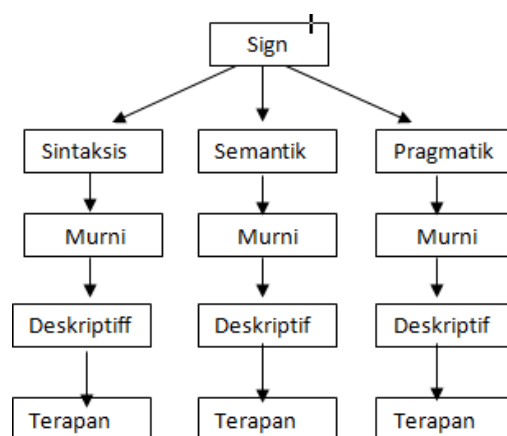 Sign
Sintaksis Semantik Pragmatik
Murni Murni Murni
Deskriptiff Deskriptif Deskriptif
Terapan Terapan Terapan